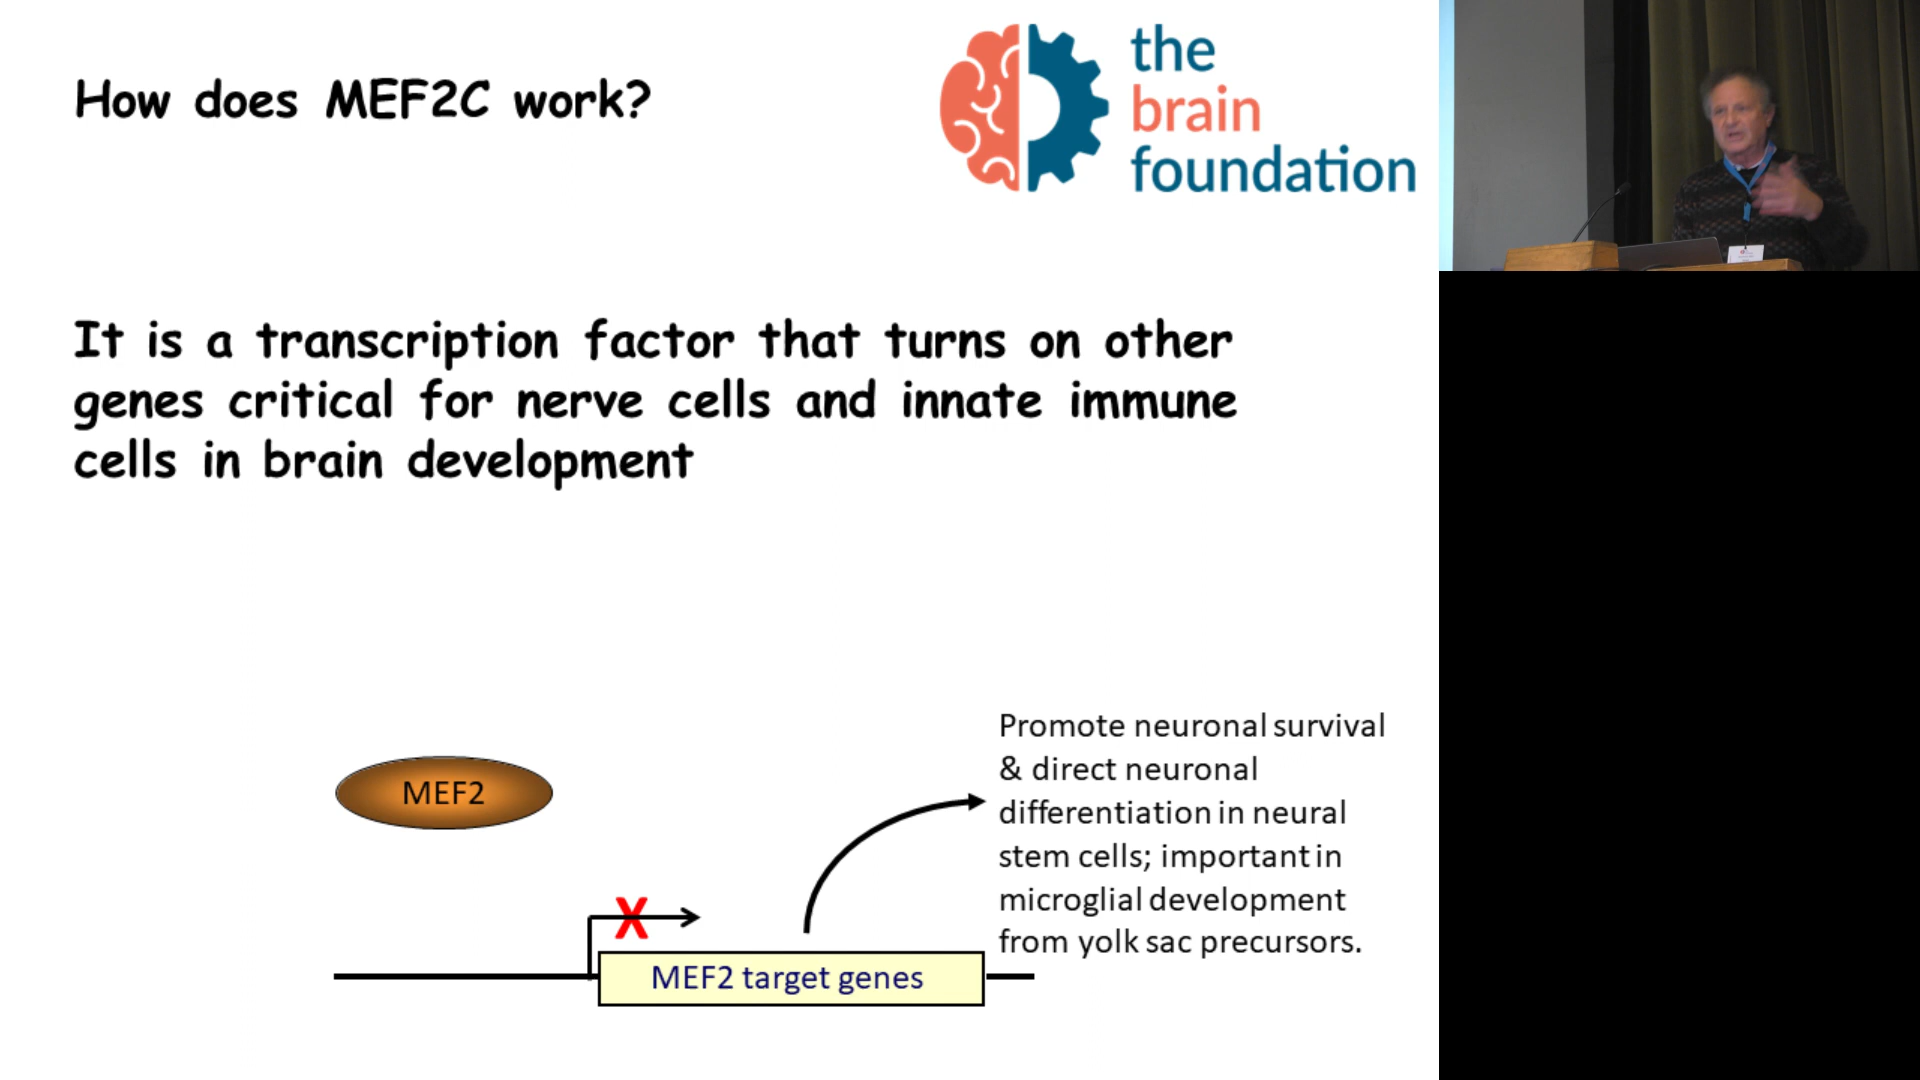 How does MEF2C work?
the
brain
foundation
It is a transcription factor that turns on other
genes critical for nerve cells and innate immune
cells in brain development
Promote neuronal survival
& direct neuronal
differentiation in neural
stem cells; important in
microglial development
from yolk sac precursors.
MEF2
X
MEF2 target genes